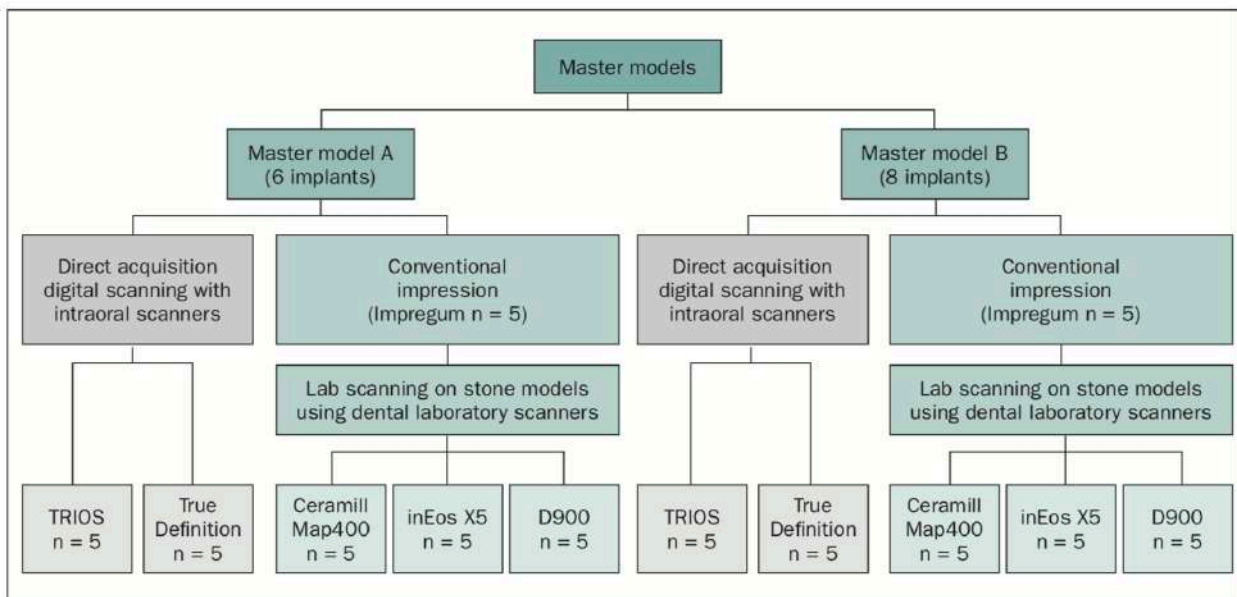 Master models
Master model A
(6 implants)
Master model B
(8 implants)
Direct acquisition
digital scanning with
intraoral scanners
Conventional
impression
(Impregum n = 5)
Direct acquisition
digital scanning with
intraoral scanners
Conventional
impression
(Impregum n = 5)
Lab scanning on stone models
using dental laboratory scanners
Lab scanning on stone models
using dental laboratory scanners
TRIOS
n = 5
True
Definition
n = 5
Ceramill
Map400
n = 5
inEos X5
n = 5
D900
n = 5
TRIOS
n = 5
True
Definition
n = 5
Ceramill
Map400
n = 5
inEos X5
n = 5
D900
n = 5